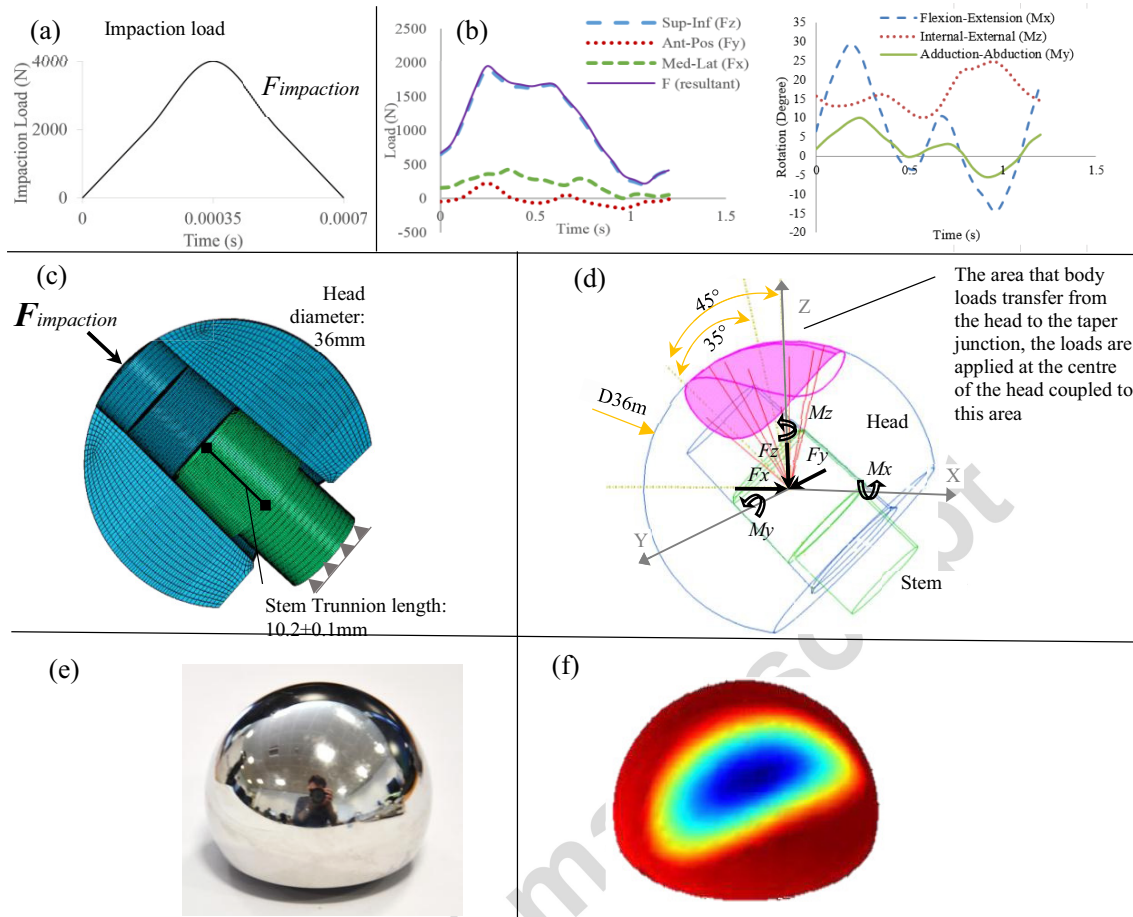 (a)
Impaction load
Impaction Load (N)
4000
2000
0
Fimpaction
0
0.00035
0.0007
Time (s)
(b)
Sup-Inf (Fz)
Ant-Pos (Fy)
Med-Lat (Fx)
F (resultant)
Load (N)
2500
2000
1500
1000
500
0
-500
0
0.5
1
1.5
Time (s)
Flexion-Extension (Mx)
Internal-External (Mz)
Adduction-Abduction (My)
Rotation (Degree)
35
30
25
20
15
10
5
0
-5
-10
-15
-20
0
0.5
1
1.5
Time (s)
(c)
Fimpaction
Head
diameter:
36mm
Stem Trunnion length:
10.2±0.1mm
(d)
The area that body
loads transfer from
the head to the taper
junction, the loads are
applied at the centre
of the head coupled to
this area
45°
35°
Z
D36m
Mz
Head
Fz
Fy
Fx
Mx
X
My
Y
Stem
(e)
(f)